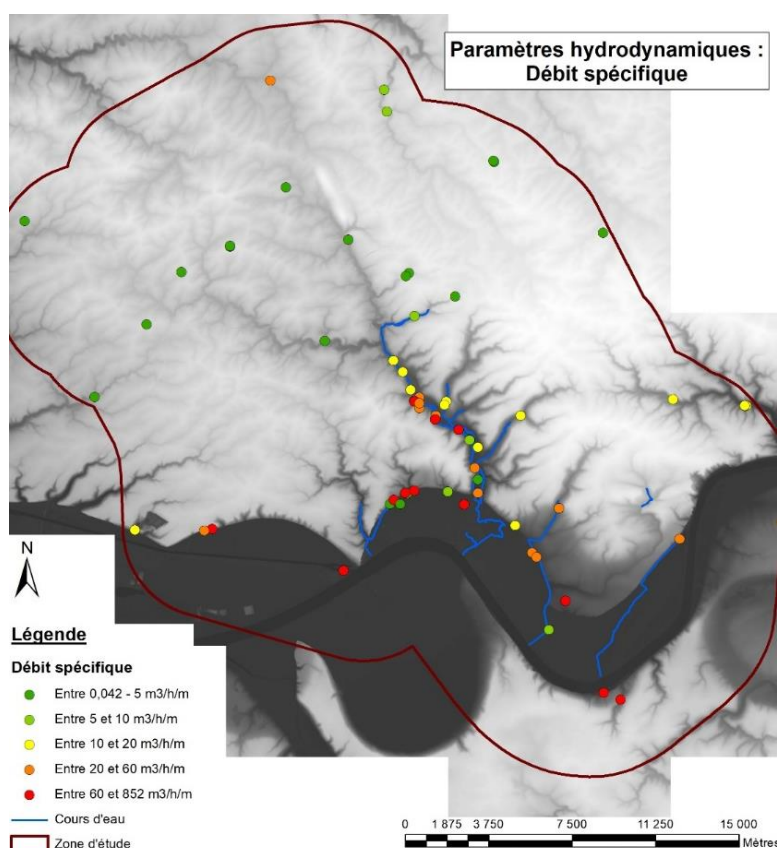 Paramètres hydrodynamiques :
Débit spécifique
N
Légende
Débit spécifique
Entre 0,042 - 5 m3/h/m
Entre 5 et 10 m3/h/m
Entre 10 et 20 m3/h/m
Entre 20 et 60 m3/h/m
Entre 60 et 852 m3/h/m
Cours d'eau
Zone d'étude
0 1 875 3 750 7 500 11 250 15 000
Mètres